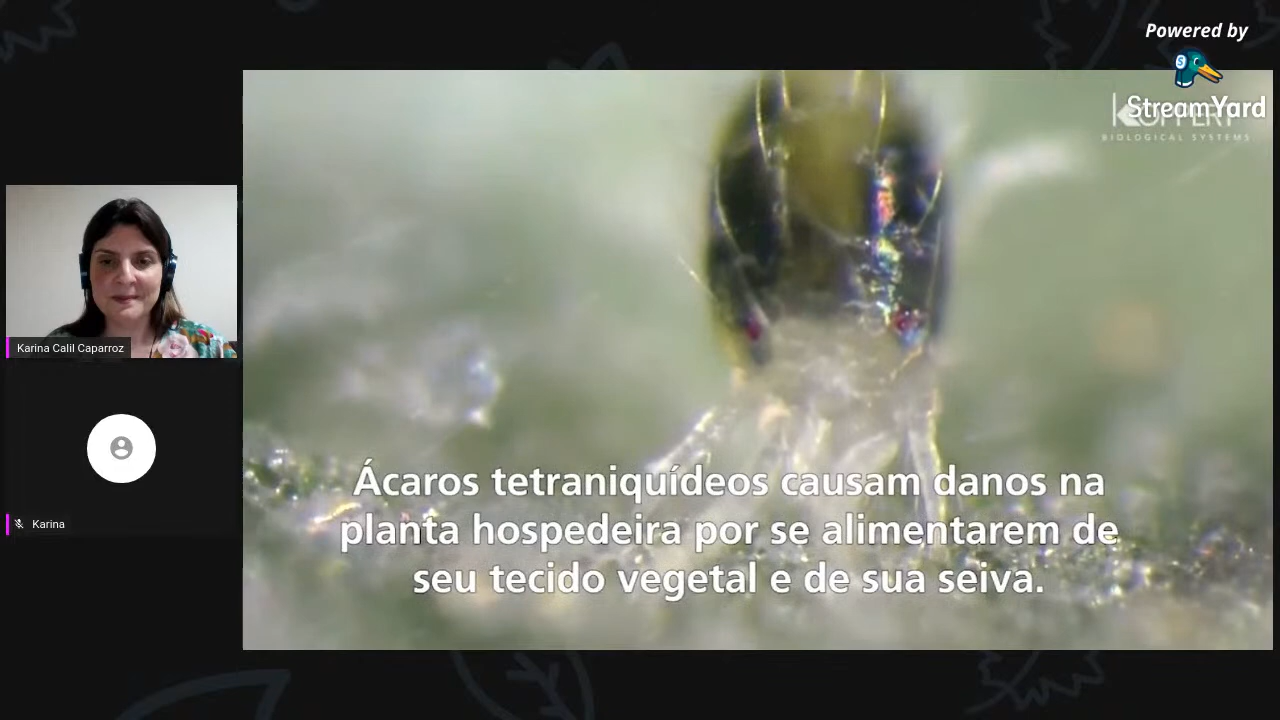 Powered by
StreamYard
KOPPERT
BIOLOGICAL SYSTEMS
Karina Calil Caparroz
Karina
Ácaros tetraniquídeos causam danos na
planta hospedeira por se alimentarem de
seu tecido vegetal e de sua seiva.